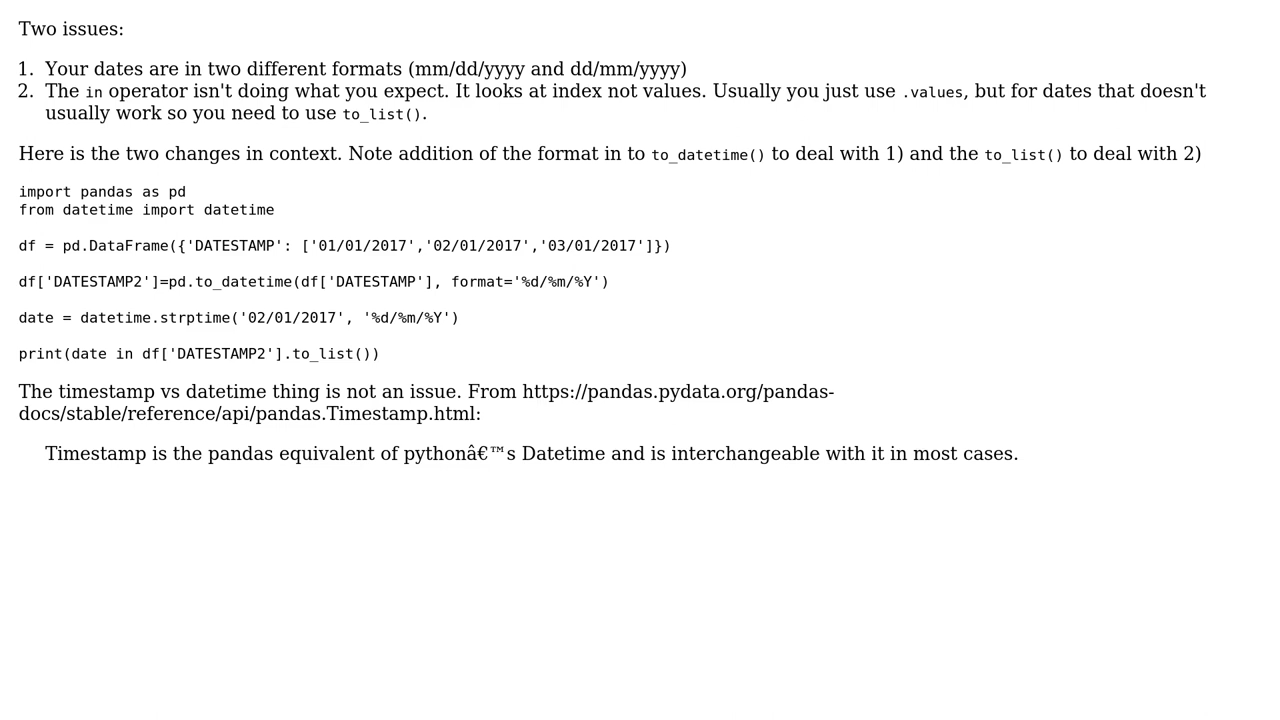 Two issues:
1. Your dates are in two different formats (mm/dd/yyyy and dd/mm/yyyy)
2. The in operator isn't doing what you expect. It looks at index not values. Usually you just use .values, but for dates that doesn't
usually work so you need to use to_list().
Here is the two changes in context. Note addition of the format in to to_datetime() to deal with 1) and the to_list() to deal with 2)
import pandas as pd
from datetime import datetime
df = pd.DataFrame({'DATESTAMP': ['01/01/2017','02/01/2017','03/01/2017']})
df['DATESTAMP2']=pd.to_datetime(df['DATESTAMP'], format='%d/%m/%Y')
date = datetime.strptime('02/01/2017', '%d/%m/%Y')
print(date in df['DATESTAMP2'].to_list())
The timestamp vs datetime thing is not an issue. From https://pandas.pydata.org/pandas-
docs/stable/reference/api/pandas.Timestamp.html:
Timestamp is the pandas equivalent of pythonâ€™s Datetime and is interchangeable with it in most cases.